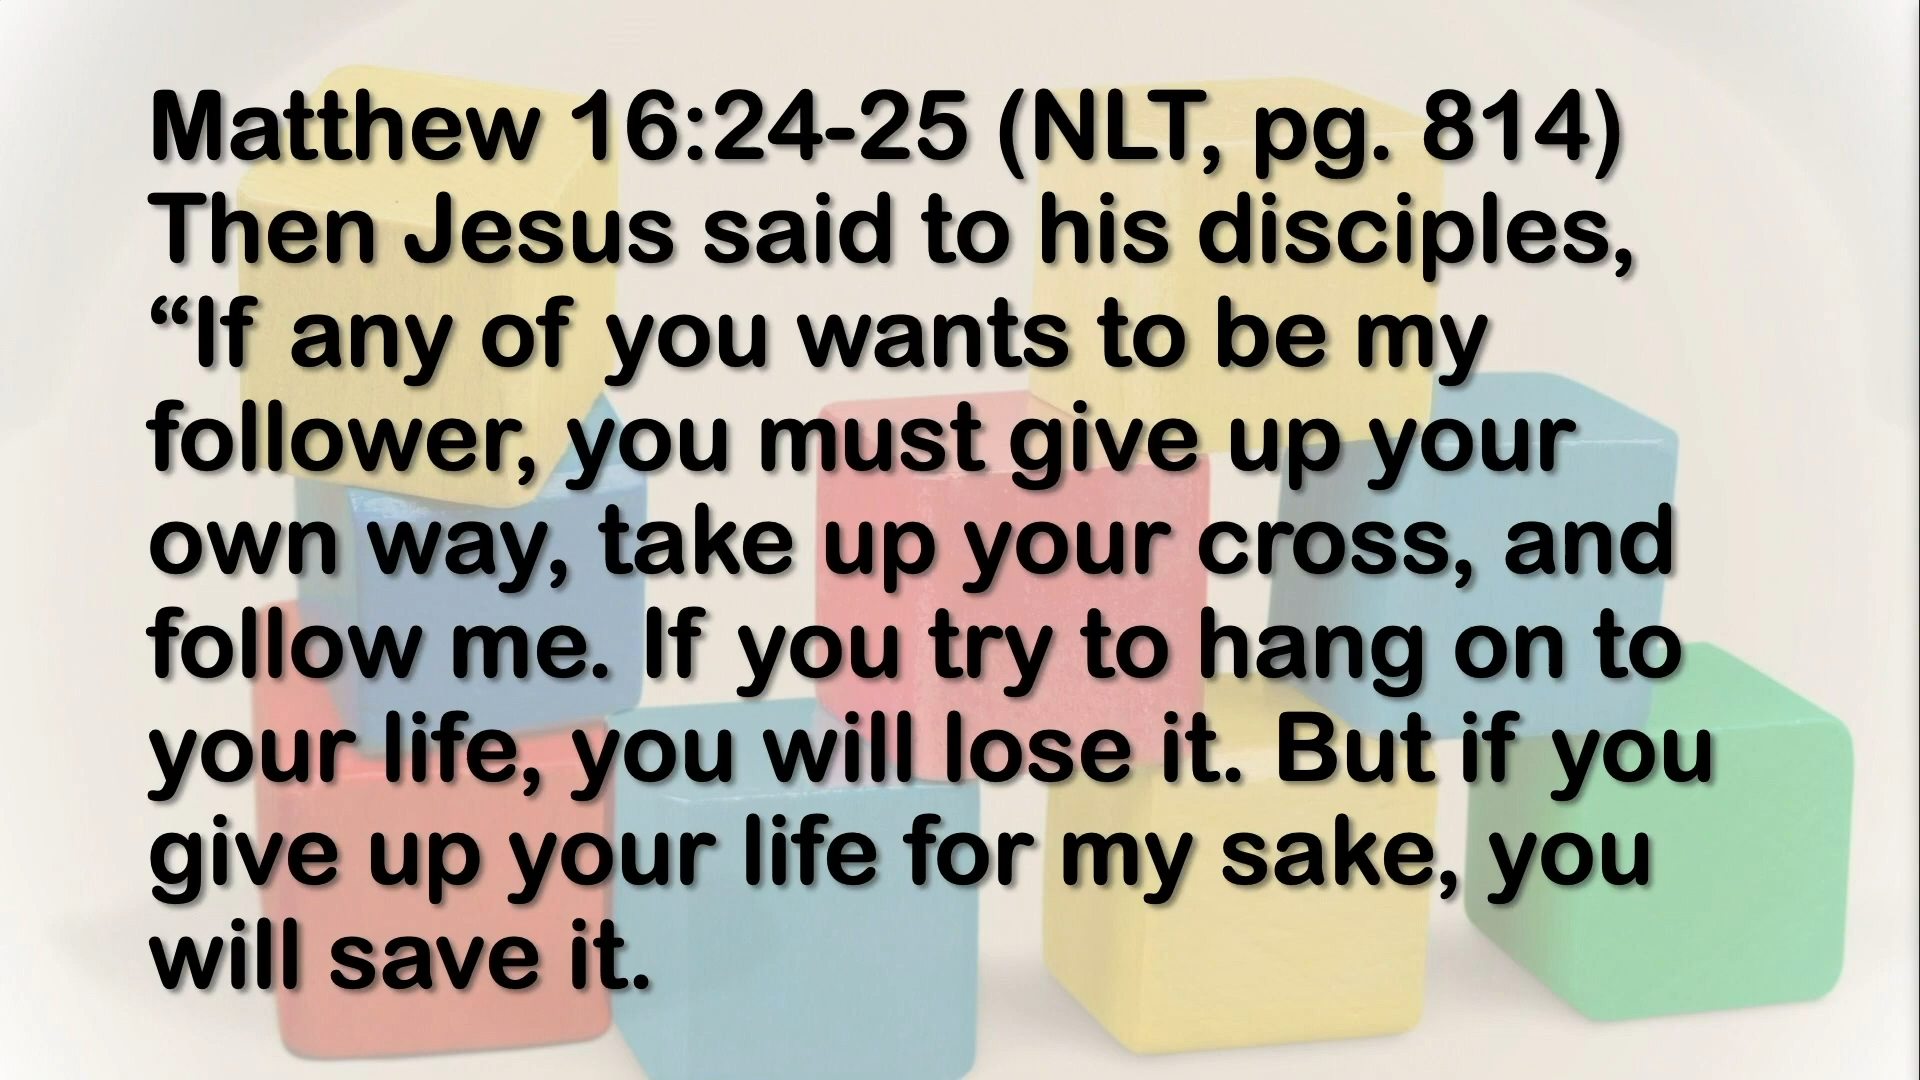 Matthew 16:24-25 (NLT, pg. 814)
Then Jesus said to his disciples,
“If any of you wants to be my
follower, you must give up your
own way, take up your cross, and
follow me. If you try to hang on to
your life, you will lose it. But if you
give up your life for my sake, you
will save it.